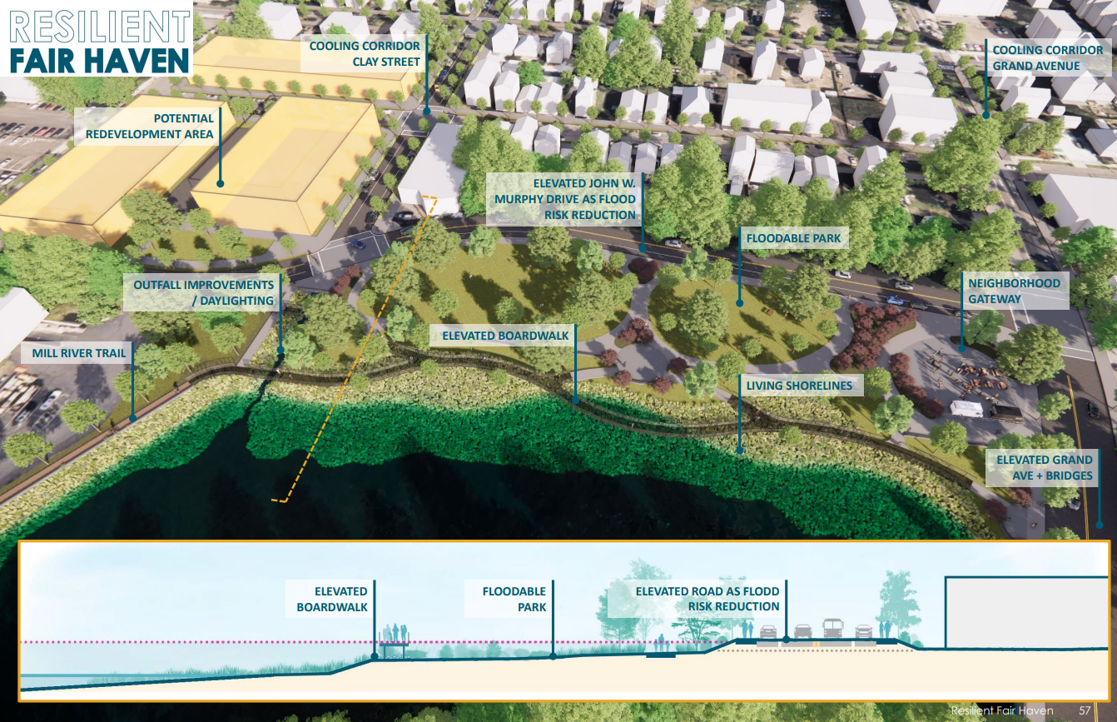 RESILIENT
FAIR HAVEN
COOLING CORRIDOR
CLAY STREET
COOLING CORRIDOR
GRAND AVENUE
POTENTIAL
REDEVELOPMENT AREA
ELEVATED JOHN W.
MURPHY DRIVE AS FLOOD
RISK REDUCTION
FLOODABLE PARK
OUTFALL IMPROVEMENTS
/ DAYLIGHTING
NEIGHBORHOOD
GATEWAY
ELEVATED BOARDWALK
MILL RIVER TRAIL
LIVING SHORELINES
ELEVATED GRAND
AVE + BRIDGES
ELEVATED
BOARDWALK
FLOODABLE
PARK
ELEVATED ROAD AS FLODD
RISK REDUCTION
Resilient Fair Haven 57